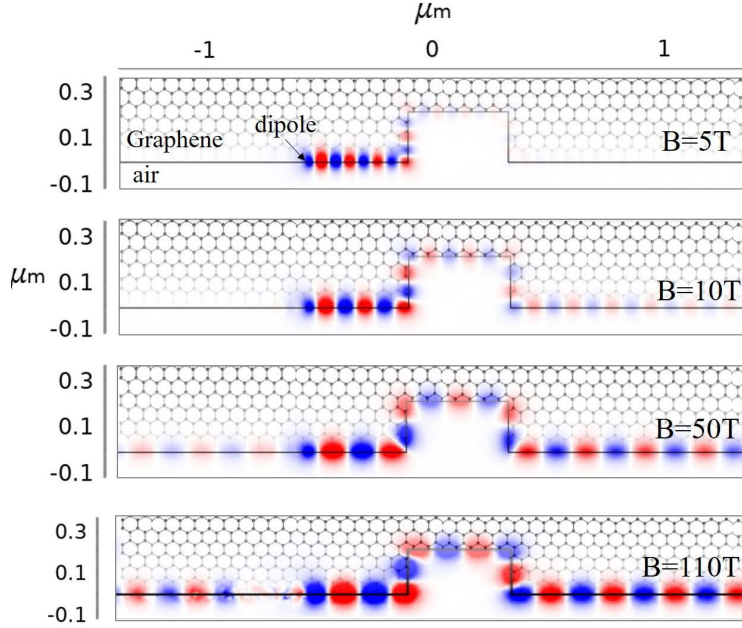 μm
-1 0 1
0.3
dipole
0.1
Graphene
B=5T
air
-0.1
0.3
μm
0.1
B=10T
-0.1
0.3
0.1
B=50T
-0.1
0.3
0.1
B=110T
-0.1